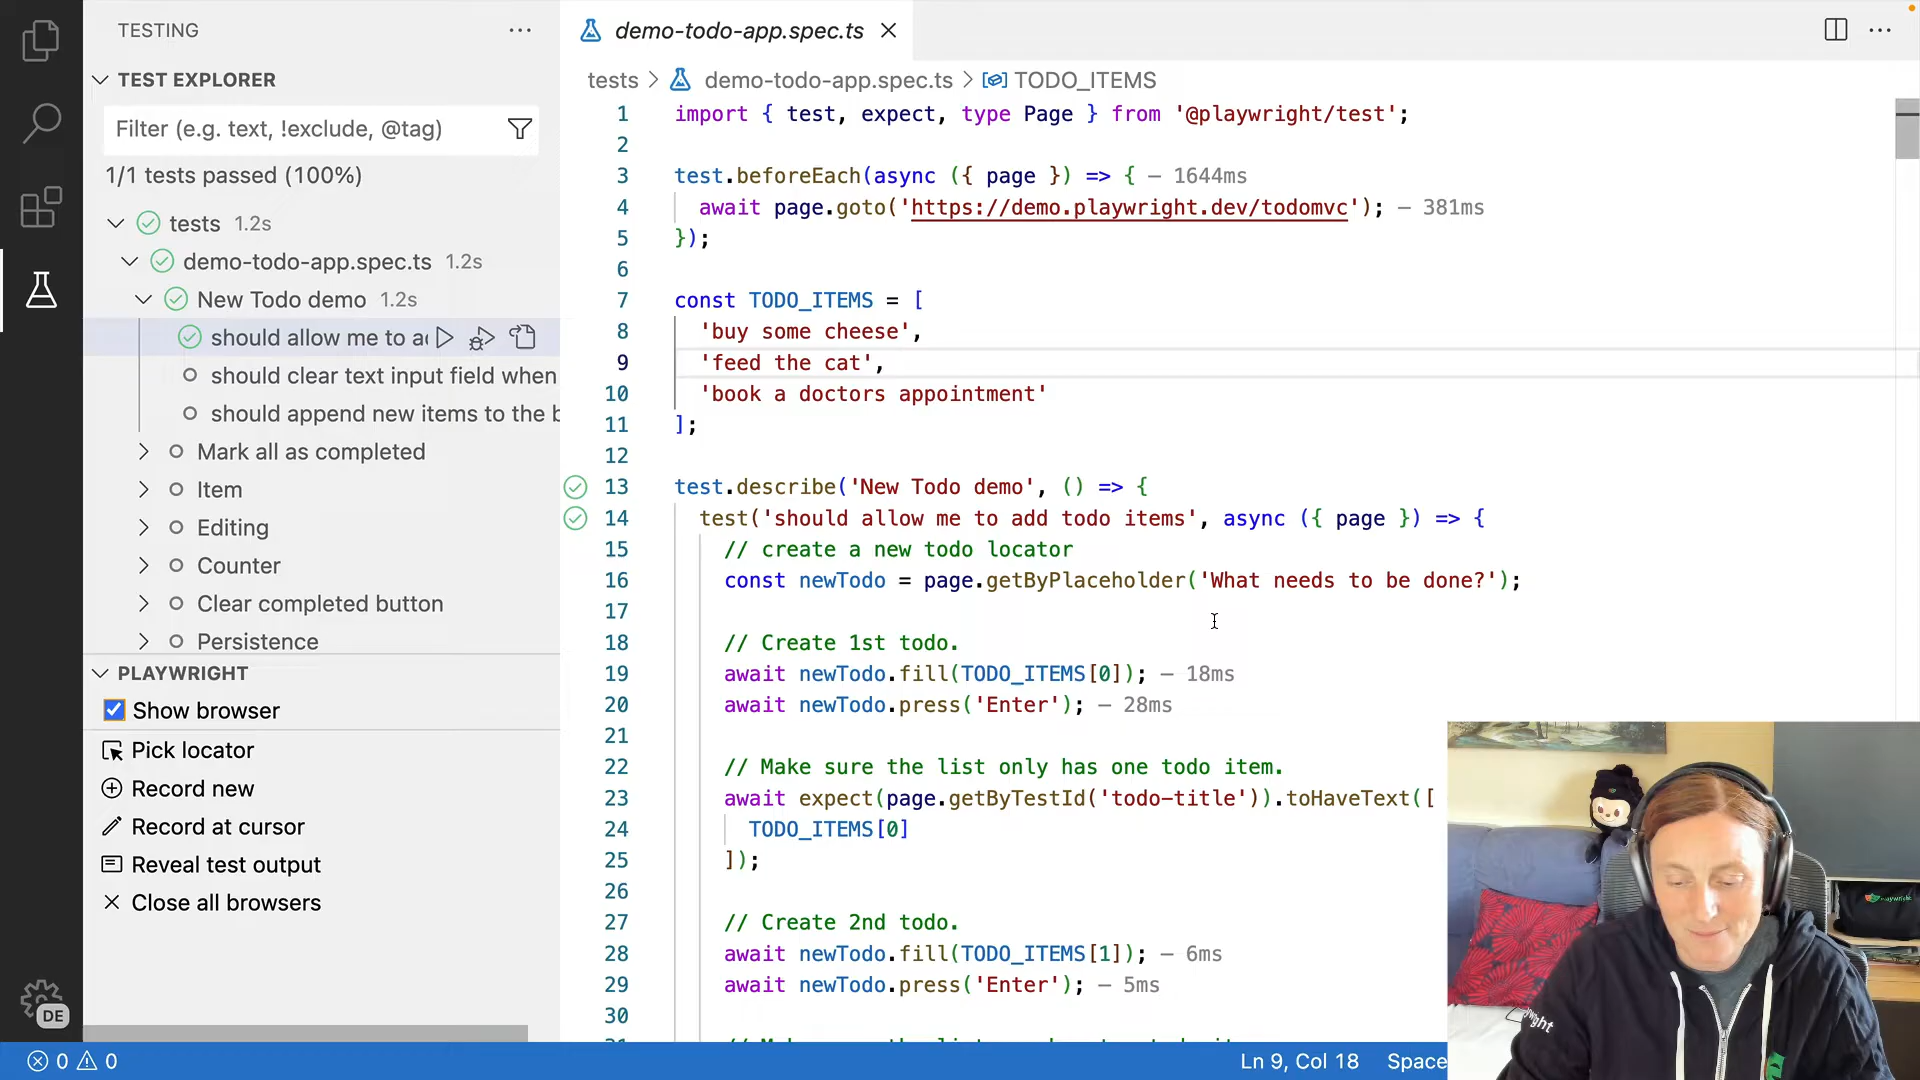 TESTING
TEST EXPLORER
Filter (e.g. text, !exclude, @tag)
1/1 tests passed (100%)
tests 1.2s
demo-todo-app.spec.ts 1.2s
New Todo demo 1.2s
should allow me to ad
should clear text input field when
should append new items to the b
Mark all as completed
Item
Editing
Counter
Clear completed button
Persistence
PLAYWRIGHT
Show browser
Pick locator
Record new
Record at cursor
Reveal test output
Close all browsers
DE
demo-todo-app.spec.ts
tests > demo-todo-app.spec.ts > TODO_ITEMS
1 import { test, expect, type Page } from '@playwright/test';
2
3 test.beforeEach(async ({ page }) => { — 1644ms
4 await page.goto('https://demo.playwright.dev/todomvc'); — 381ms
5 });
6
7 const TODO_ITEMS = [
8 'buy some cheese',
9 'feed the cat',
10 'book a doctors appointment'
11 ];
12
13 test.describe('New Todo demo', () => {
14 test('should allow me to add todo items', async ({ page }) => {
15 // create a new todo locator
16 const newTodo = page.getByPlaceholder('What needs to be done?');
17
18 // Create 1st todo.
19 await newTodo.fill(TODO_ITEMS[0]); — 18ms
20 await newTodo.press('Enter'); — 28ms
21
22 // Make sure the list only has one todo item.
23 await expect(page.getByTestId('todo-title')).toHaveText([
24 TODO_ITEMS[0]
25 ]);
26
27 // Create 2nd todo.
28 await newTodo.fill(TODO_ITEMS[1]); — 6ms
29 await newTodo.press('Enter'); — 5ms
30
0 0
Ln 9, Col 18 Space